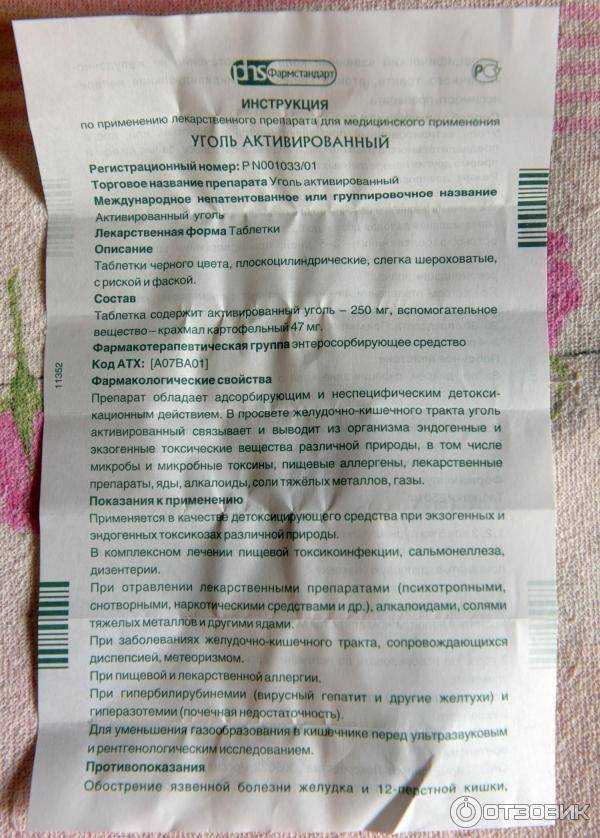 phs Фармстандарт
РСТ
ИНСТРУКЦИЯ
по применению лекарственного препарата для медицинского применения
УГОЛЬ АКТИВИРОВАННЫЙ
Регистрационный номер: Р N001033/01
Торговое название препарата Уголь активированный
Международное непатентованное или группировочное название
Активированный уголь
Лекарственная форма Таблетки
Описание
Таблетки черного цвета, плоскоцилиндрические, слегка шероховатые,
с риской и фаской.
Состав
Таблетка содержит активированный уголь – 250 мг, вспомогательное
вещество – крахмал картофельный 47 мг.
Фармакотерапевтическая группа энтеросорбирующее средство
Код АТХ: [A07BA01]
Фармакологические свойства
Препарат обладает адсорбирующим и неспецифическим детокси-
кационным действием. В просвете желудочно-кишечного тракта уголь
активированный связывает и выводит из организма эндогенные и
экзогенные токсические вещества различной природы, в том числе
микробы и микробные токсины, пищевые аллергены, лекарственные
препараты, яды, алкалоиды, соли тяжёлых металлов, газы.
Показания к применению
Применяется в качестве детоксицирующего средства при экзогенных и
эндогенных токсикозах различной природы.
В комплексном лечении пищевой токсикоинфекции, сальмонеллеза,
дизентерии.
При отравлении лекарственными препаратами (психотропными,
снотворными, наркотическими средствами и др.), алкалоидами, солями
тяжелых металлов и другими ядами.
При заболеваниях желудочно-кишечного тракта, сопровождающихся
диспепсией, метеоризмом.
При пищевой и лекарственной аллергии.
При гипербилирубинемии (вирусный гепатит и другие желтухи) и
гиперазотемии (почечная недостаточность).
Для уменьшения газообразования в кишечнике перед ультразвуковым
и рентгенологическим исследованием.
Противопоказания
Обострение язвенной болезни желудка и 12-перстной кишки,
11352
ОТЗОВИК